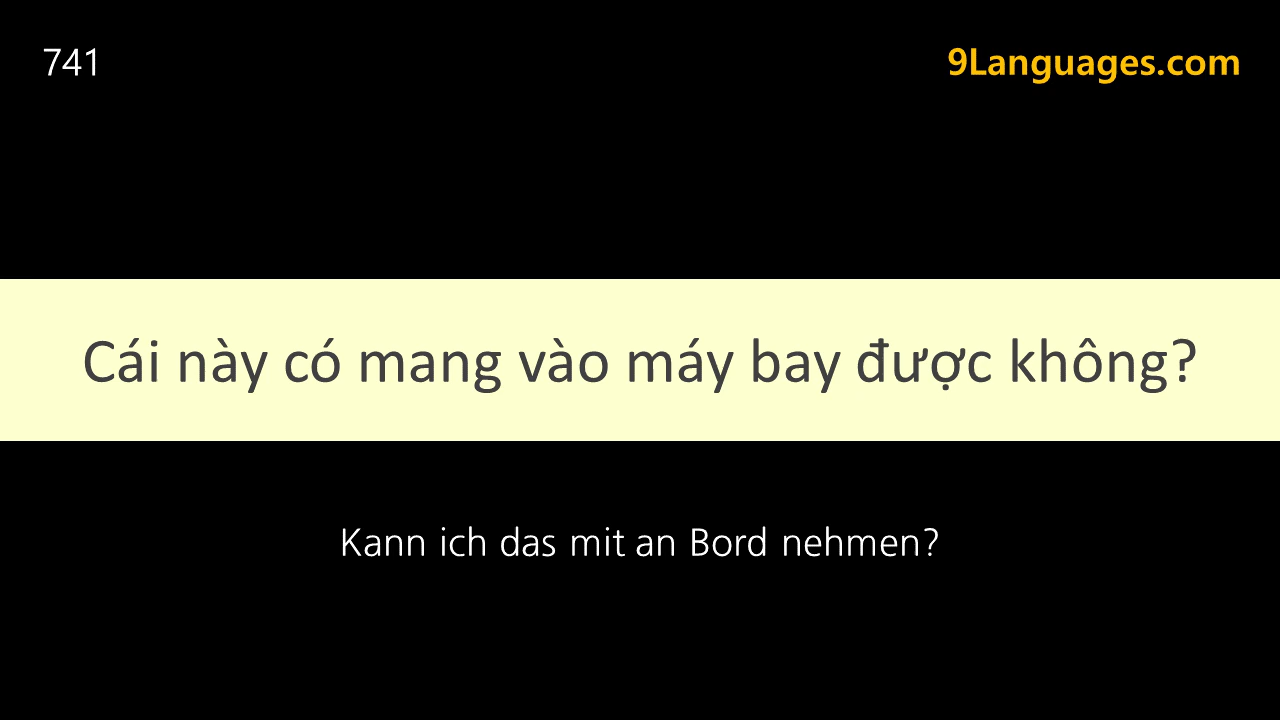 741
9Languages.com
Cái này có mang vào máy bay được không?
Kann ich das mit an Bord nehmen?